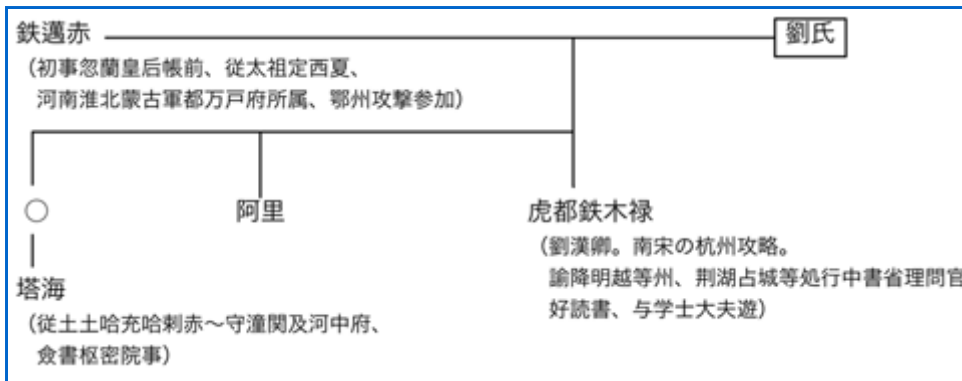 鉄邁赤
劉氏
（初事忽蘭皇后帳前、従太祖定西夏、
河南淮北蒙古軍都万戸府所属、鄂州攻撃参加）
○
阿里
虎都鉄木禄
（劉漢卿。南宋の杭州攻略。
諭降明越等州、荆湖占城等処行中書省理問官
好読書、与学士大夫遊）
塔海
（従土土哈充哈剌赤～守潼関及河中府、
僉書枢密院事）